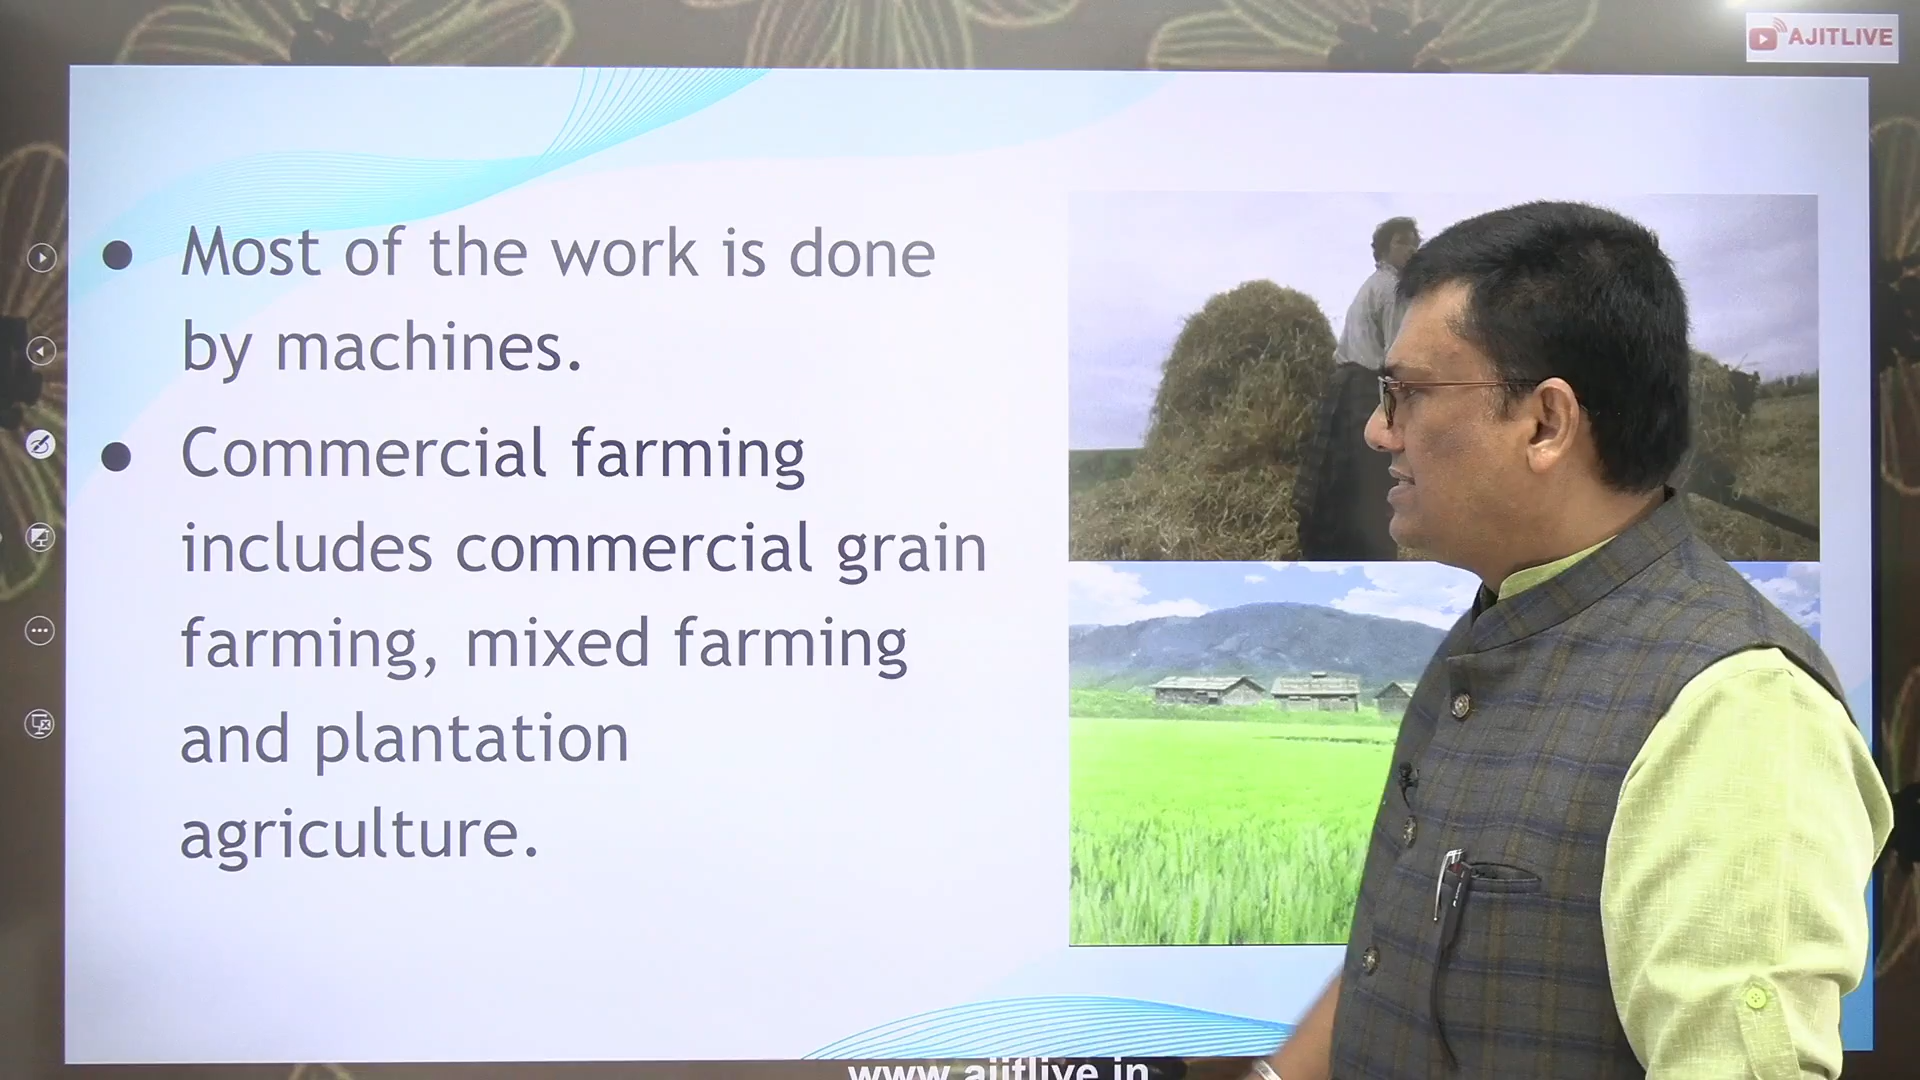 AJITLIVE
● Most of the work is done
by machines.
● Commercial farming
includes commercial grain
farming, mixed farming
and plantation
agriculture.
www.ajitlive.in